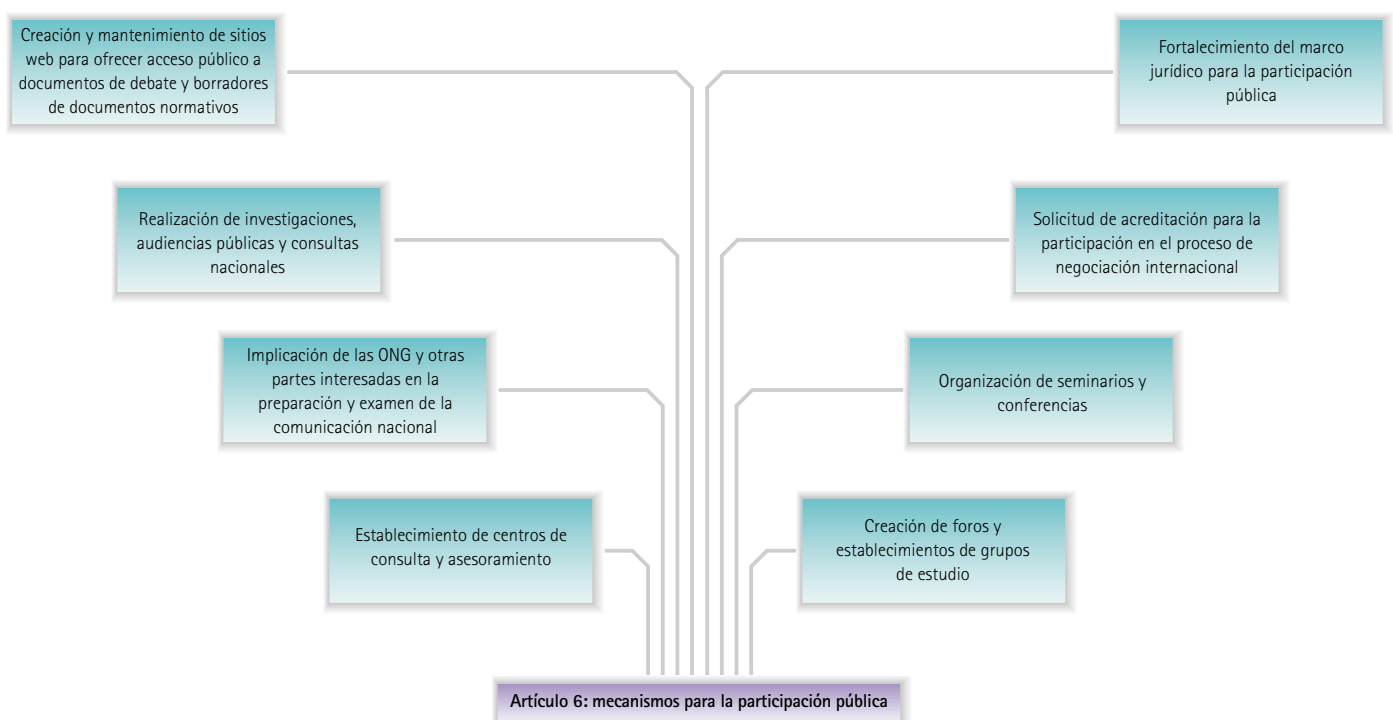 Creación y mantenimiento de sitios
web para ofrecer acceso público a
documentos de debate y borradores
de documentos normativos
Fortalecimiento del marco
jurídico para la participación
pública
Realización de investigaciones,
audiencias públicas y consultas
nacionales
Solicitud de acreditación para la
participación en el proceso de
negociación internacional
Implicación de las ONG y otras
partes interesadas en la
preparación y examen de la
comunicación nacional
Organización de seminarios y
conferencias
Establecimiento de centros de
consulta y asesoramiento
Creación de foros y
establecimientos de grupos
de estudio
Artículo 6: mecanismos para la participación pública